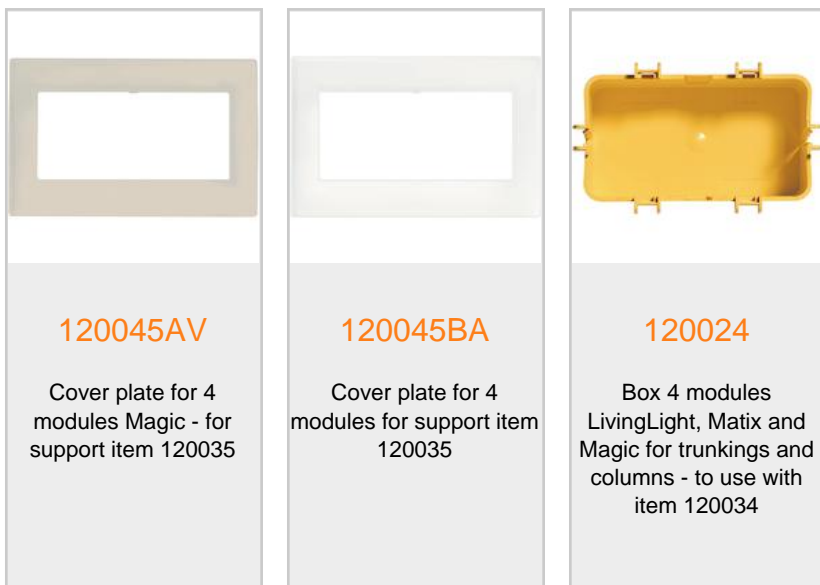 120045AV
Cover plate for 4
modules Magic - for
support item 120035
120045BA
Cover plate for 4
modules for support item
120035
120024
Box 4 modules
LivingLight, Matix and
Magic for trunkings and
columns - to use with
item 120034